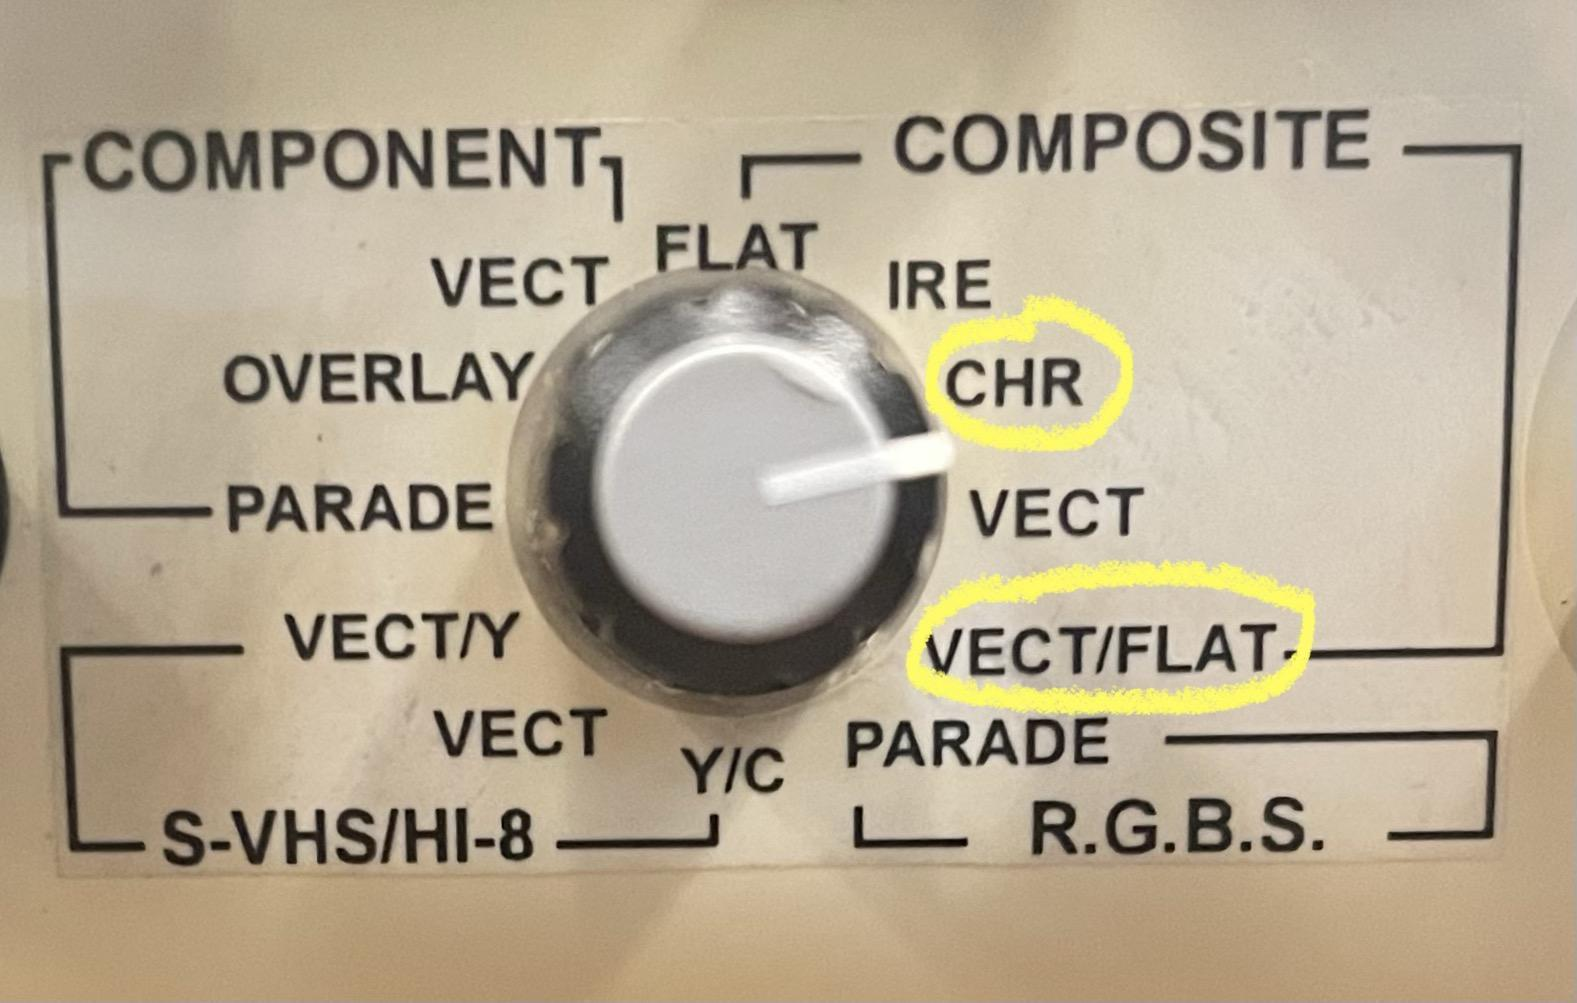 COMPONENT
COMPOSITE
FLAT
VECT
IRE
OVERLAY
CHR
PARADE
VECT
VECT/Y
VECT/FLAT
VECT
Y/C
PARADE
S-VHS/HI-8
R.G.B.S.